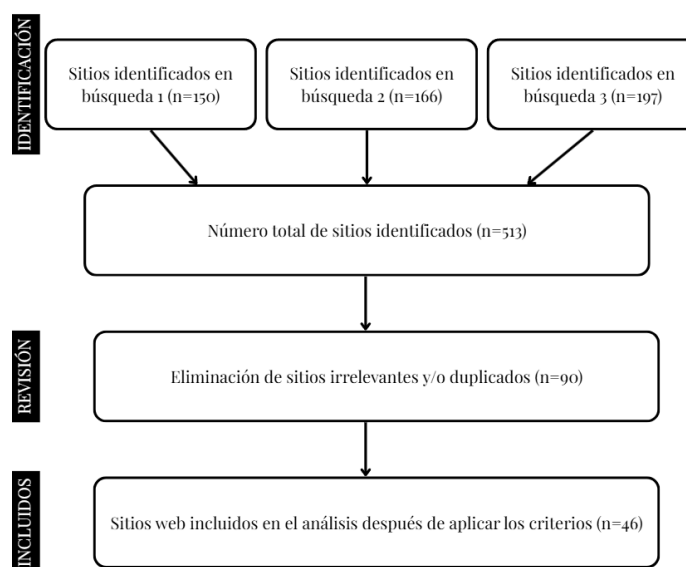 IDENTIFICACIÓN
Sitios identificados en
búsqueda 1 (n=150)
Sitios identificados en
búsqueda 2 (n=166)
Sitios identificados en
búsqueda 3 (n=197)
Número total de sitios identificados (n=513)
REVISIÓN
Eliminación de sitios irrelevantes y/o duplicados (n=90)
INCLUIDOS
Sitios web incluidos en el análisis después de aplicar los criterios (n=46)